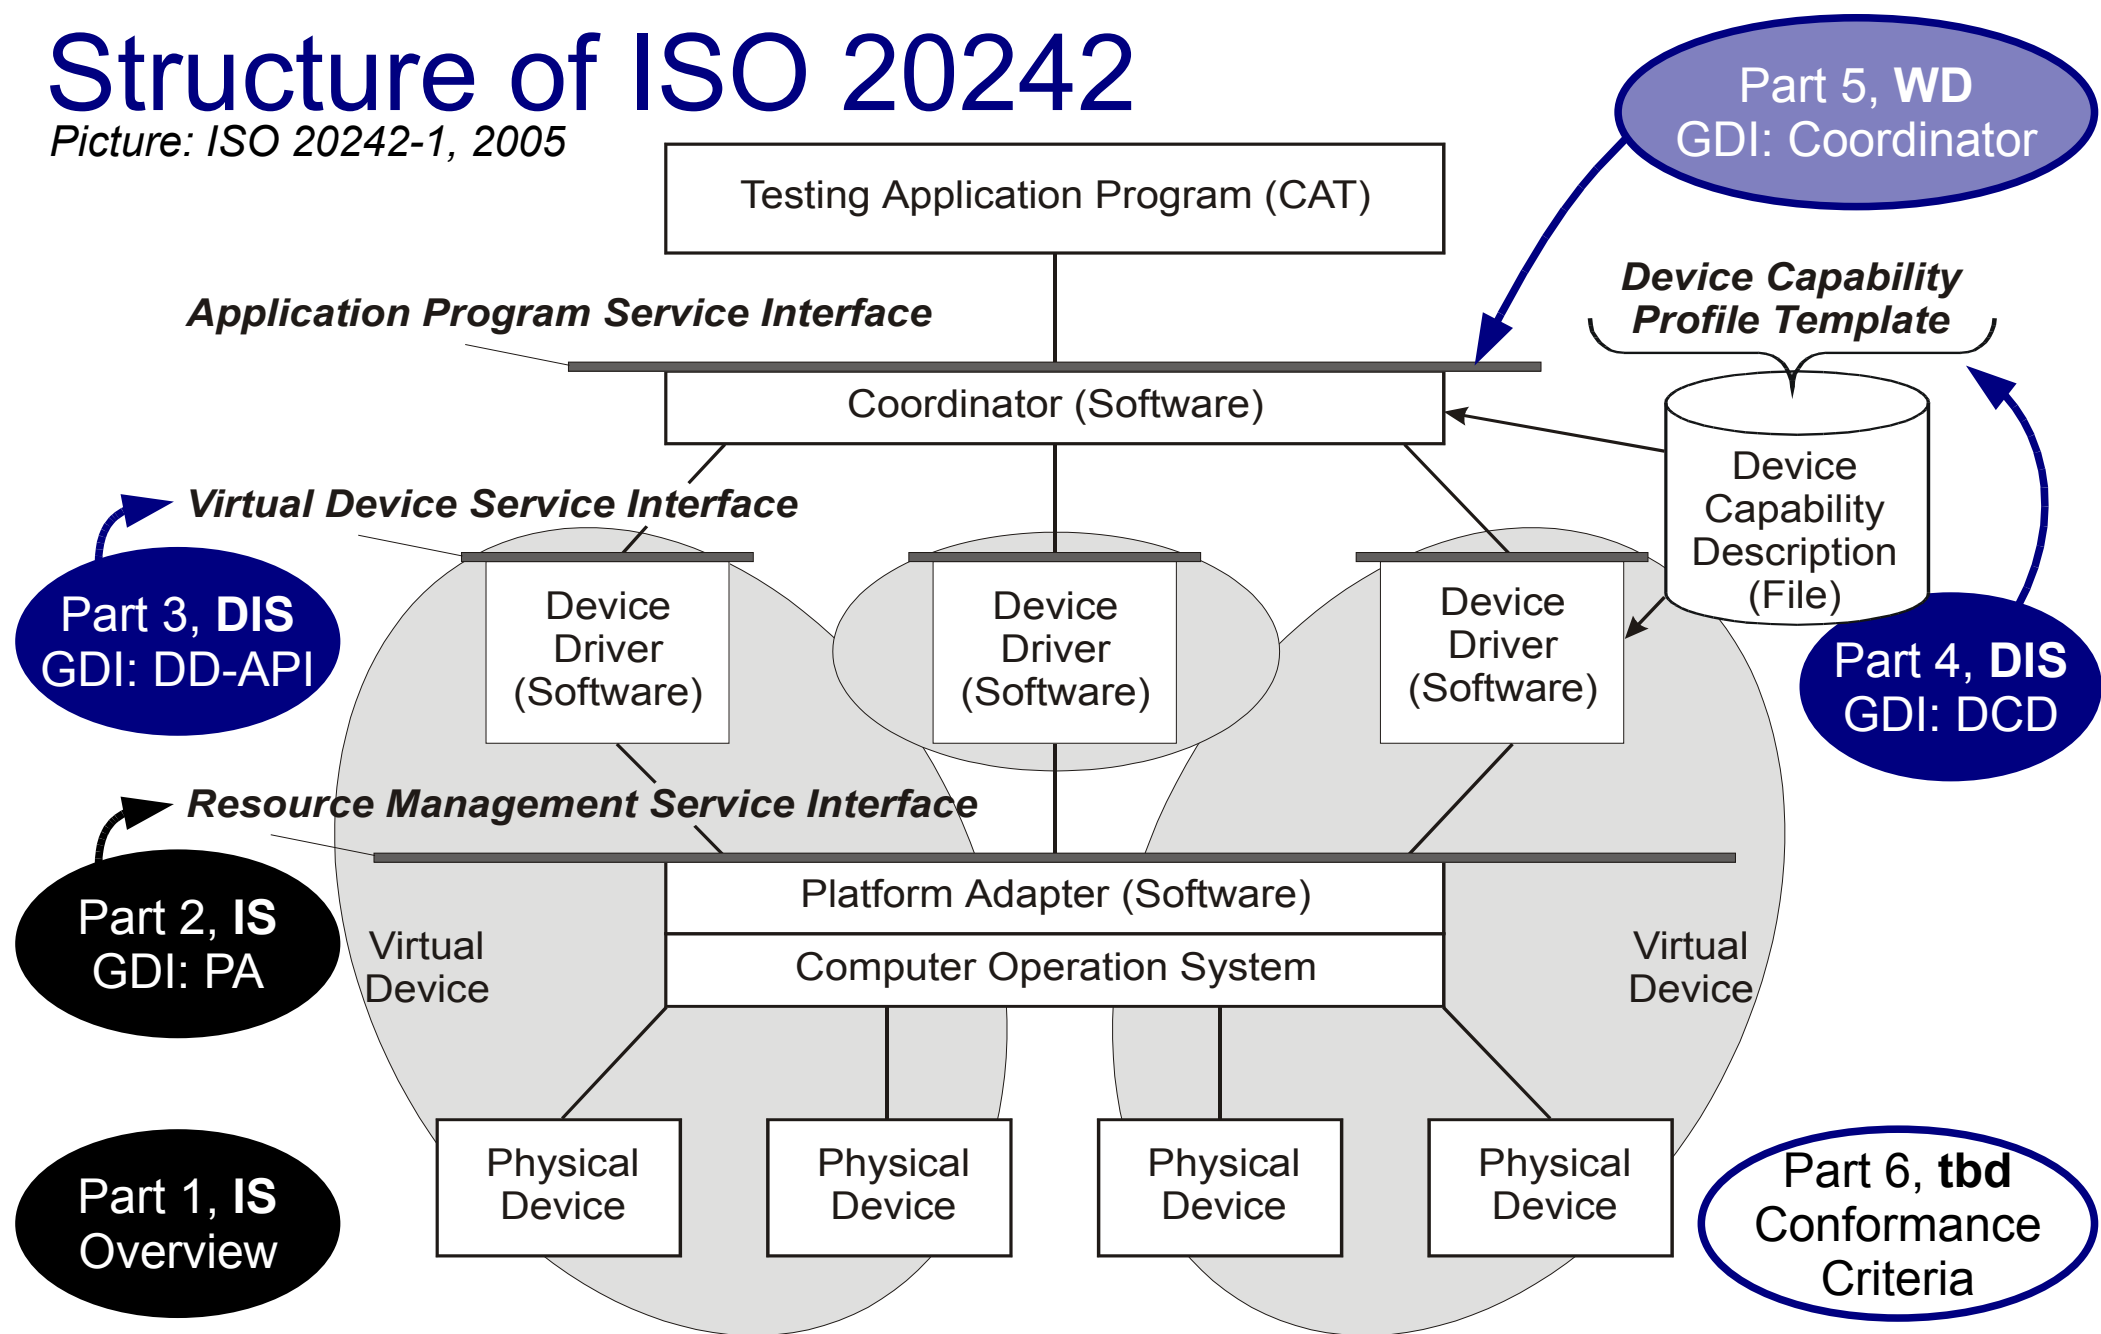 Structure of ISO 20242
Picture: ISO 20242-1, 2005
Part 5, WD
GDI: Coordinator
Testing Application Program (CAT)
Application Program Service Interface
Device Capability
Profile Template
Coordinator (Software)
Device
Capability
Description
(File)
Virtual Device Service Interface
Part 3, DIS
GDI: DD-API
Device
Driver
(Software)
Device
Driver
(Software)
Device
Driver
(Software)
Part 4, DIS
GDI: DCD
Resource Management Service Interface
Part 2, IS
GDI: PA
Platform Adapter (Software)
Computer Operation System
Virtual
Device
Virtual
Device
Part 1, IS
Overview
Physical
Device
Physical
Device
Physical
Device
Physical
Device
Part 6, tbd
Conformance
Criteria